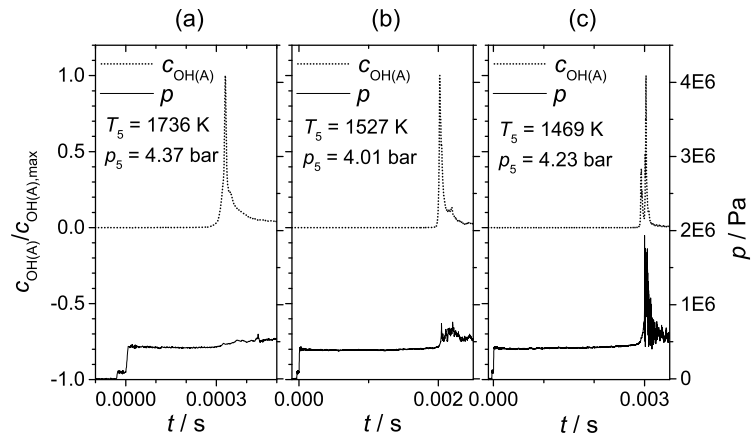 (a) (b) (c)
c_OH(A) c_OH(A) c_OH(A)
p p p
T_5 = 1736 K T_5 = 1527 K T_5 = 1469 K
p_5 = 4.37 bar p_5 = 4.01 bar p_5 = 4.23 bar
1.0
0.5
0.0
-0.5
-1.0
c_OH(A)/c_OH(A),max
4E6
3E6
2E6
1E6
0
p / Pa
0.0000 0.0003 0.000 0.002 0.000 0.003
t / s t / s t / s